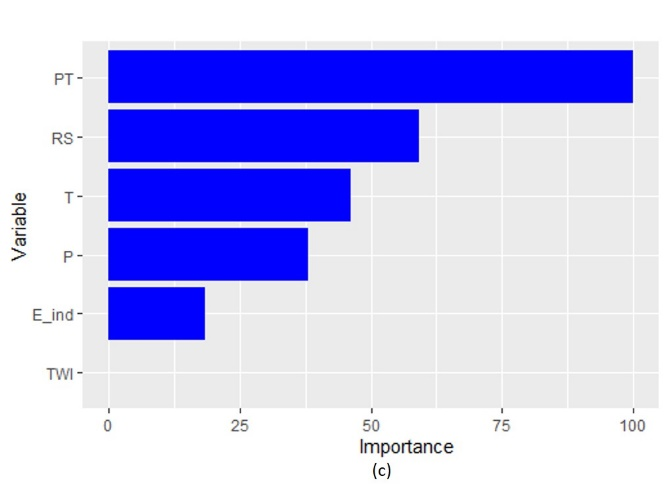 PT
RS
T
P
E_ind
TWI
Variable
0 25 50 75 100
Importance
(c)